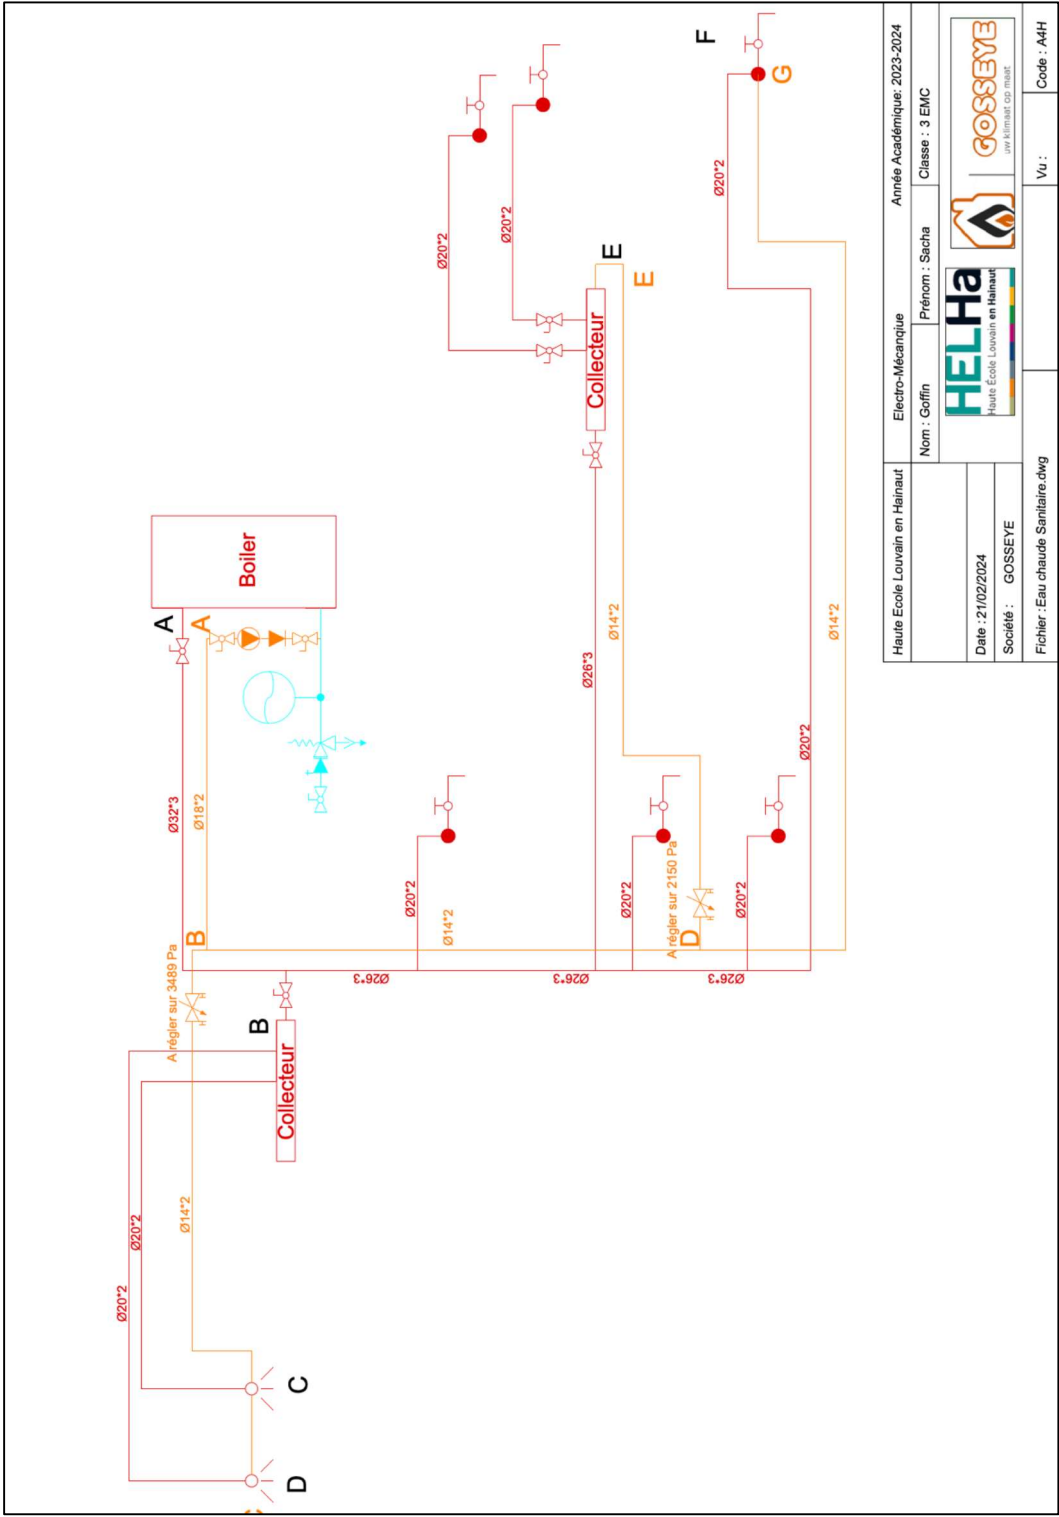 F
G
Ø20*2
Ø20*2
Ø20*2
E
E
Collecteur
Boiler
A
A
Ø26*3
Ø14*2
Ø14*2
Ø32*3
Ø18*2
Ø20*2
Ø20*2
Ø14*2
Ø20*2
A régler sur 2150 Pa
Ø20*2
B
D
A régler sur 3489 Pa
Ø26*3
Ø26*3
Ø26*3
B
Collecteur
Ø14*2
Ø20*2
Ø20*2
C
D
Haute Ecole Louvain en Hainaut
Electro-Mécanqiue
Année Académique: 2023-2024
Nom : Goffin
Prénom : Sacha
Classe : 3 EMC
Date : 21/02/2024
Société : GOSSEYE
HELHa
Haute École Louvain en Hainaut
GOSSEYE
uw klimaat op maat
Fichier : Eau chaude Sanitaire.dwg
Vu :
Code : A4H